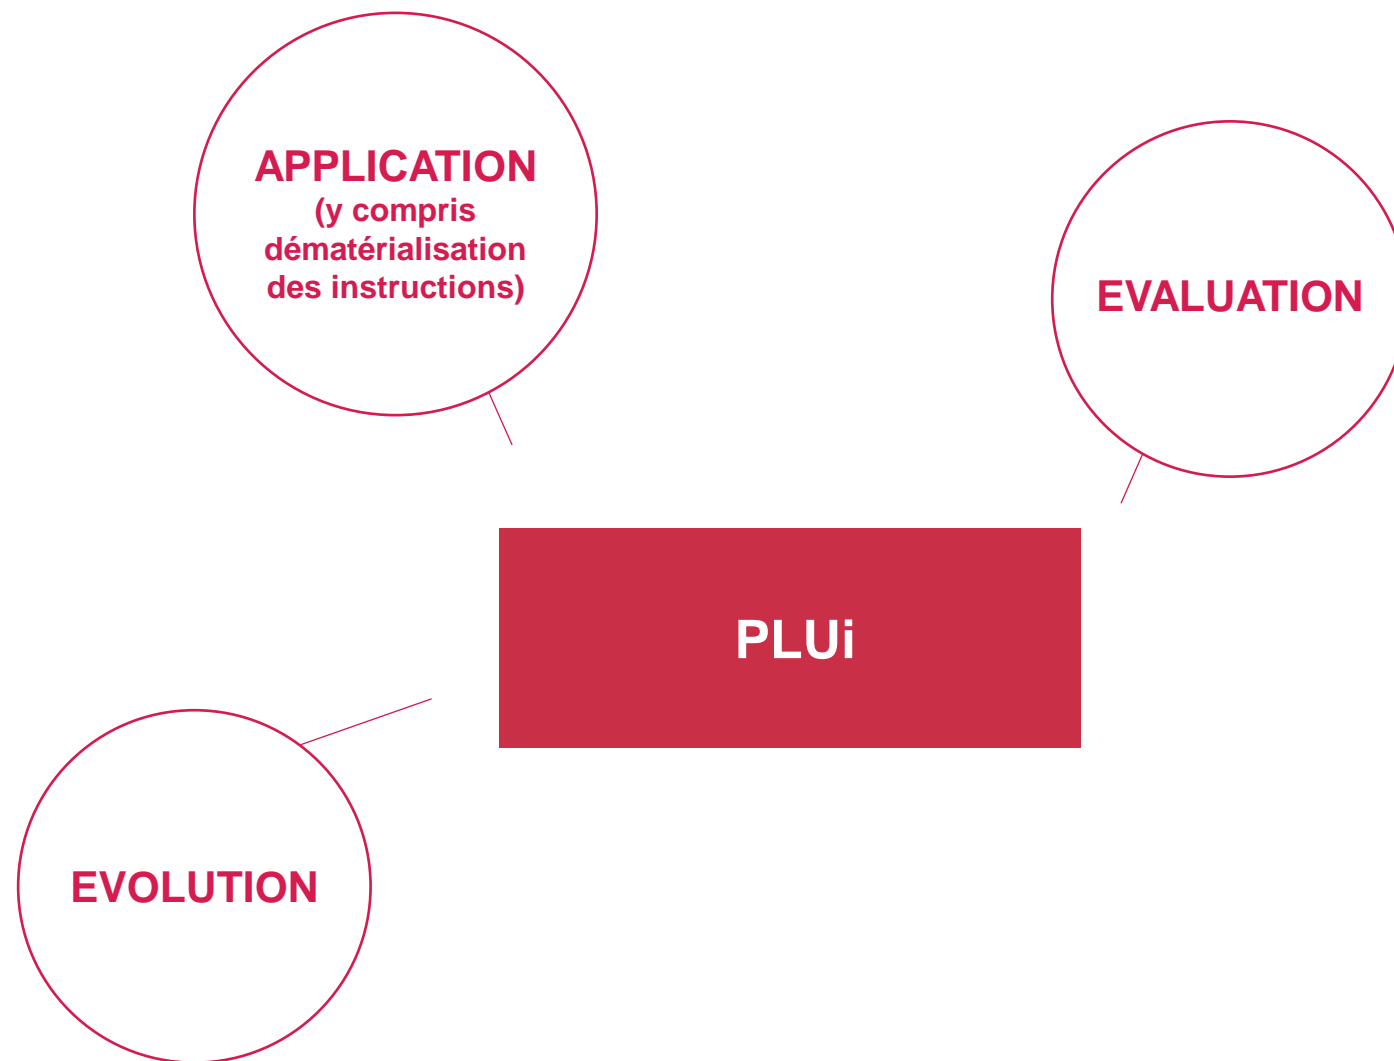 APPLICATION
(y compris
dématérialisation
des instructions)
EVALUATION
PLUi
EVOLUTION